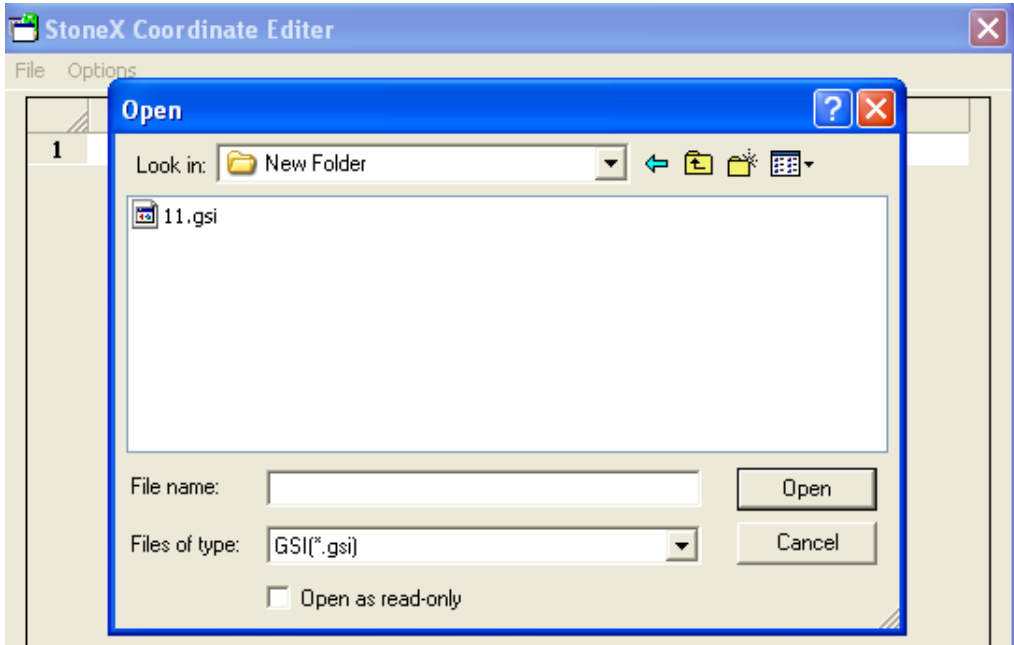 StoneX Coordinate Editer
File Options
Open
1
Look in: New Folder
11.gsi
File name:
Open
Files of type: GSI(*.gsi)
Cancel
Open as read-only